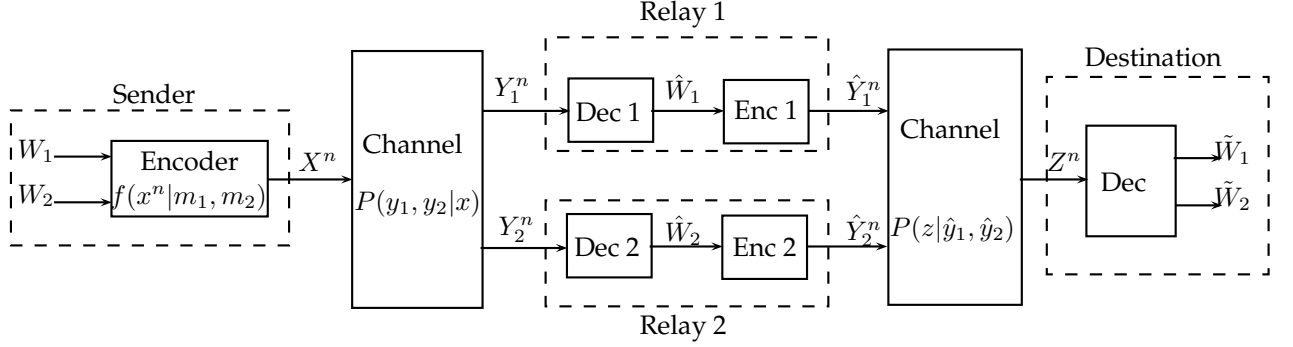 Relay 1
Sender
W_1
W_2
Encoder
f(x^n|m_1, m_2)
X^n
Channel
P(y_1, y_2|x)
Y_1^n
Dec 1
Ŵ_1
Enc 1
Ŷ_1^n
Y_2^n
Dec 2
Ŵ_2
Enc 2
Ŷ_2^n
Relay 2
Channel
P(z|ŷ_1, ŷ_2)
Z^n
Destination
Dec
W̃_1
W̃_2